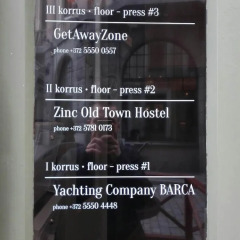 III korrus • floor - press #3
GetAwayZone
phone +372 5550 0557
II korrus • floor - press #2
Zinc Old Town Hostel
phone +372 5781 0173
I korrus • floor - press #1
Yachting Company BARCA
phone +372 5550 4448